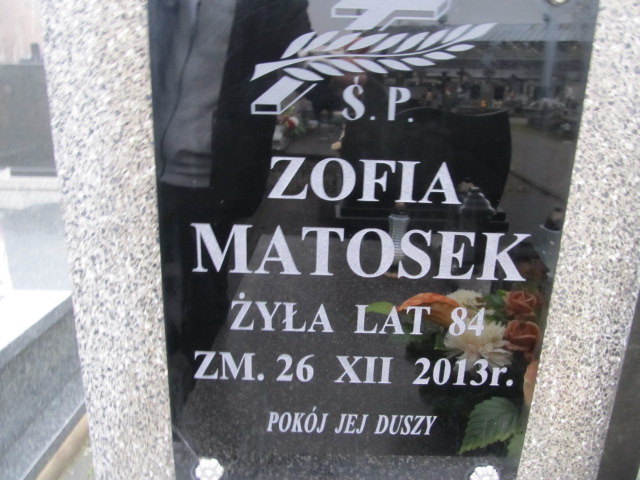 Ś.P.
ZOFIA
MATOSEK
ŻYŁA LAT 84
ZM. 26 XII 2013r.
POKÓJ JEJ DUSZY